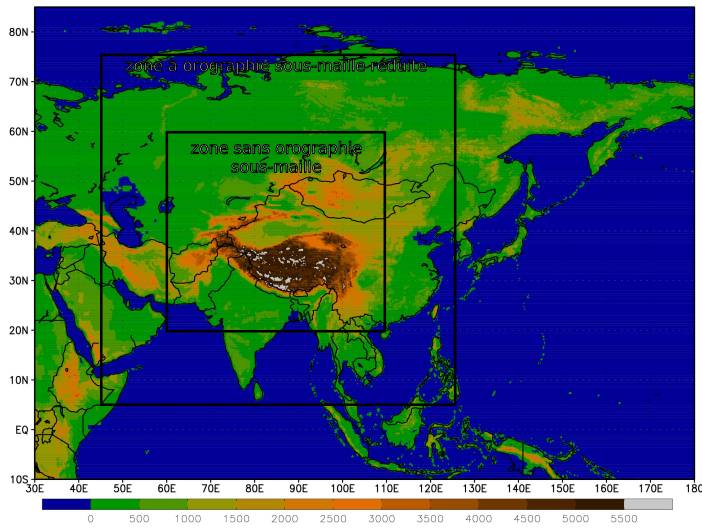 80N
zone à orographie sous-maille réduite
70N
60N
zone sans orographie
sous-maille
50N
40N
30N
20N
10N
EQ
10S
30E 40E 50E 60E 70E 80E 90E 100E 110E 120E 130E 140E 150E 160E 170E 180
0 500 1000 1500 2000 2500 3000 3500 4000 4500 5000 5500